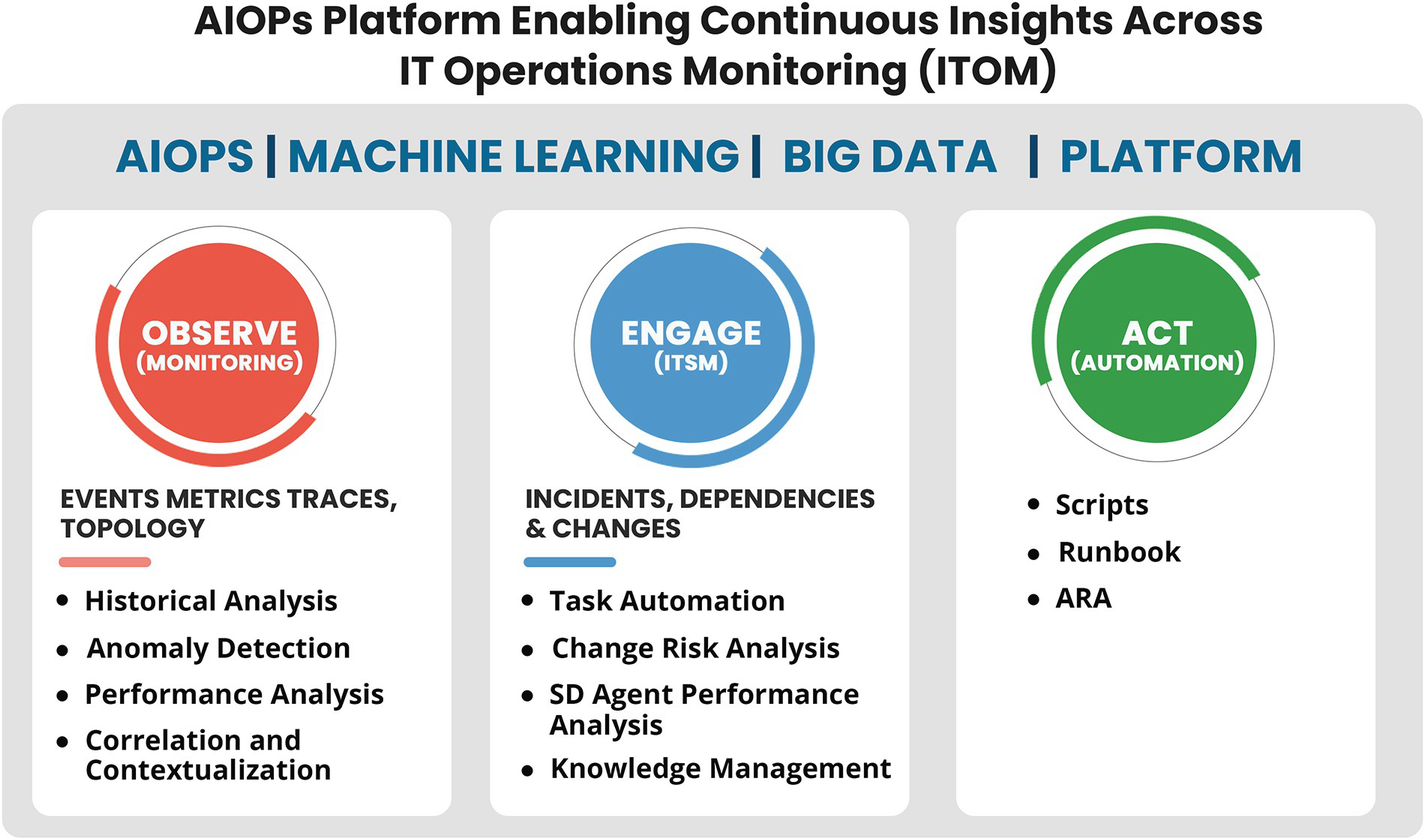 AIOPs Platform Enabling Continuous Insights Across
IT Operations Monitoring (ITOM)
AIOPS | MACHINE LEARNING | BIG DATA | PLATFORM
OBSERVE
(MONITORING)
EVENTS METRICS TRACES,
TOPOLOGY
• Historical Analysis
• Anomaly Detection
• Performance Analysis
• Correlation and
Contextualization
ENGAGE
(ITSM)
INCIDENTS, DEPENDENCIES
& CHANGES
• Task Automation
• Change Risk Analysis
• SD Agent Performance
Analysis
• Knowledge Management
ACT
(AUTOMATION)
• Scripts
• Runbook
• ARA